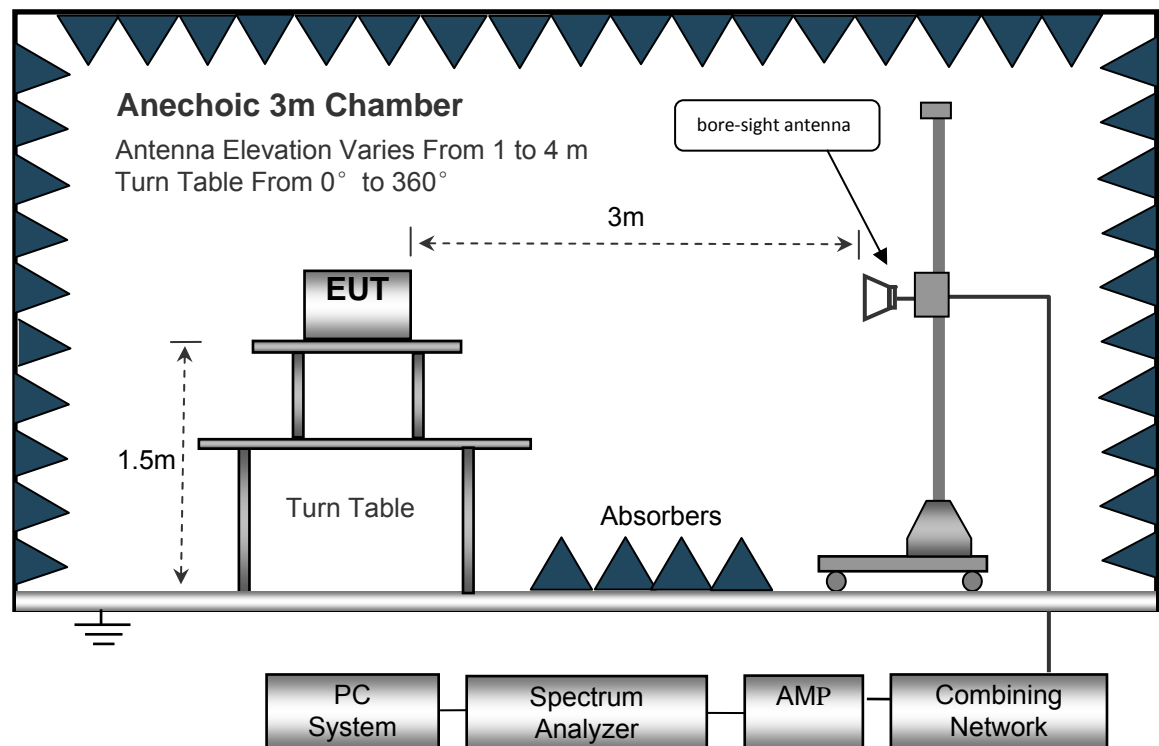 Anechoic 3m Chamber
Antenna Elevation Varies From 1 to 4 m
Turn Table From 0° to 360°
bore-sight antenna
3m
EUT
1.5m
Turn Table
Absorbers
PC
System
Spectrum
Analyzer
AMP
Combining
Network